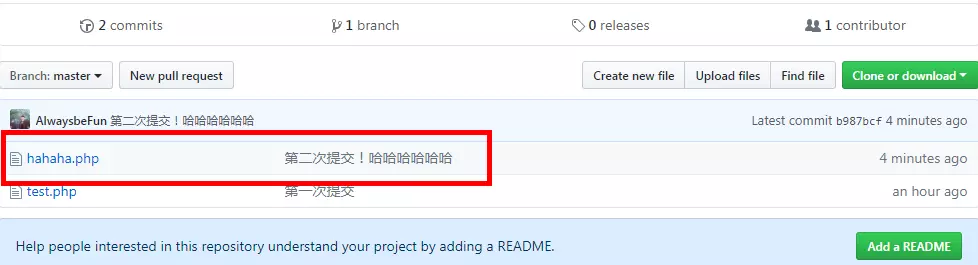 2 commits 1 branch 0 releases 1 contributor
Branch: master New pull request Create new file Upload files Find file Clone or download
AlwaysbeFun 第二次提交！哈哈哈哈哈哈 Latest commit b987bcf 4 minutes ago
hahaha.php 第二次提交！哈哈哈哈哈哈 4 minutes ago
test.php 第一次提交 an hour ago
Help people interested in this repository understand your project by adding a README. Add a README